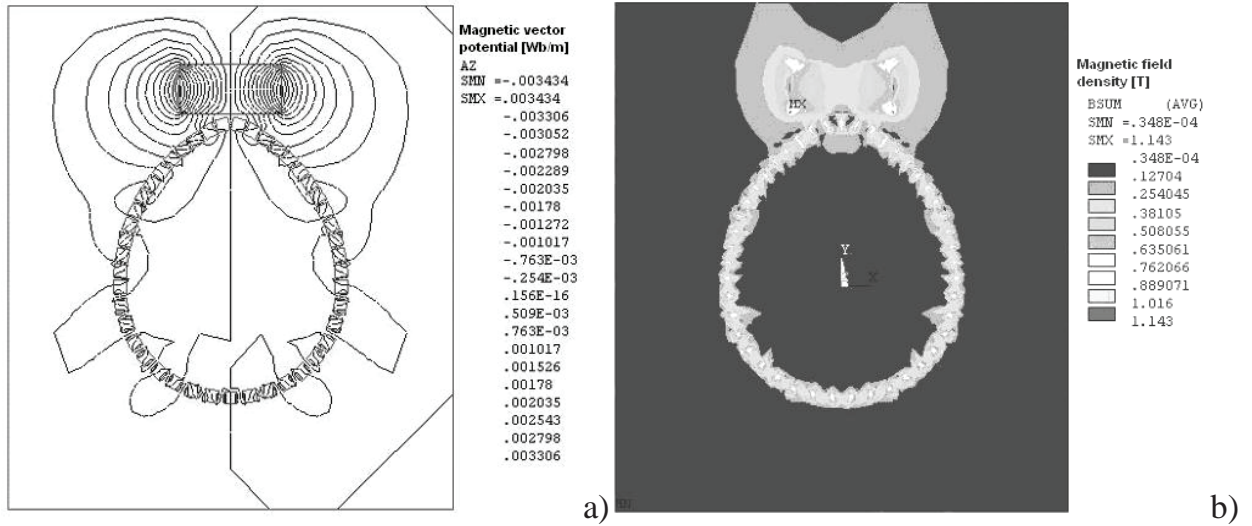 Magnetic vector
potential [Wb/m]
AZ
SMN =-.003434
SMX =.003434
-.003306
-.003052
-.002798
-.002289
-.002035
-.00178
-.001272
-.001017
-.763E-03
-.254E-03
.156E-16
.509E-03
.763E-03
.001017
.001526
.00178
.002035
.002543
.002798
.003306
a)
MX
Y
X
MN
Magnetic field
density [T]
BSUM (AVG)
SMN =.348E-04
SMX =1.143
.348E-04
.12704
.254045
.38105
.508055
.635061
.762066
.889071
1.016
1.143
b)